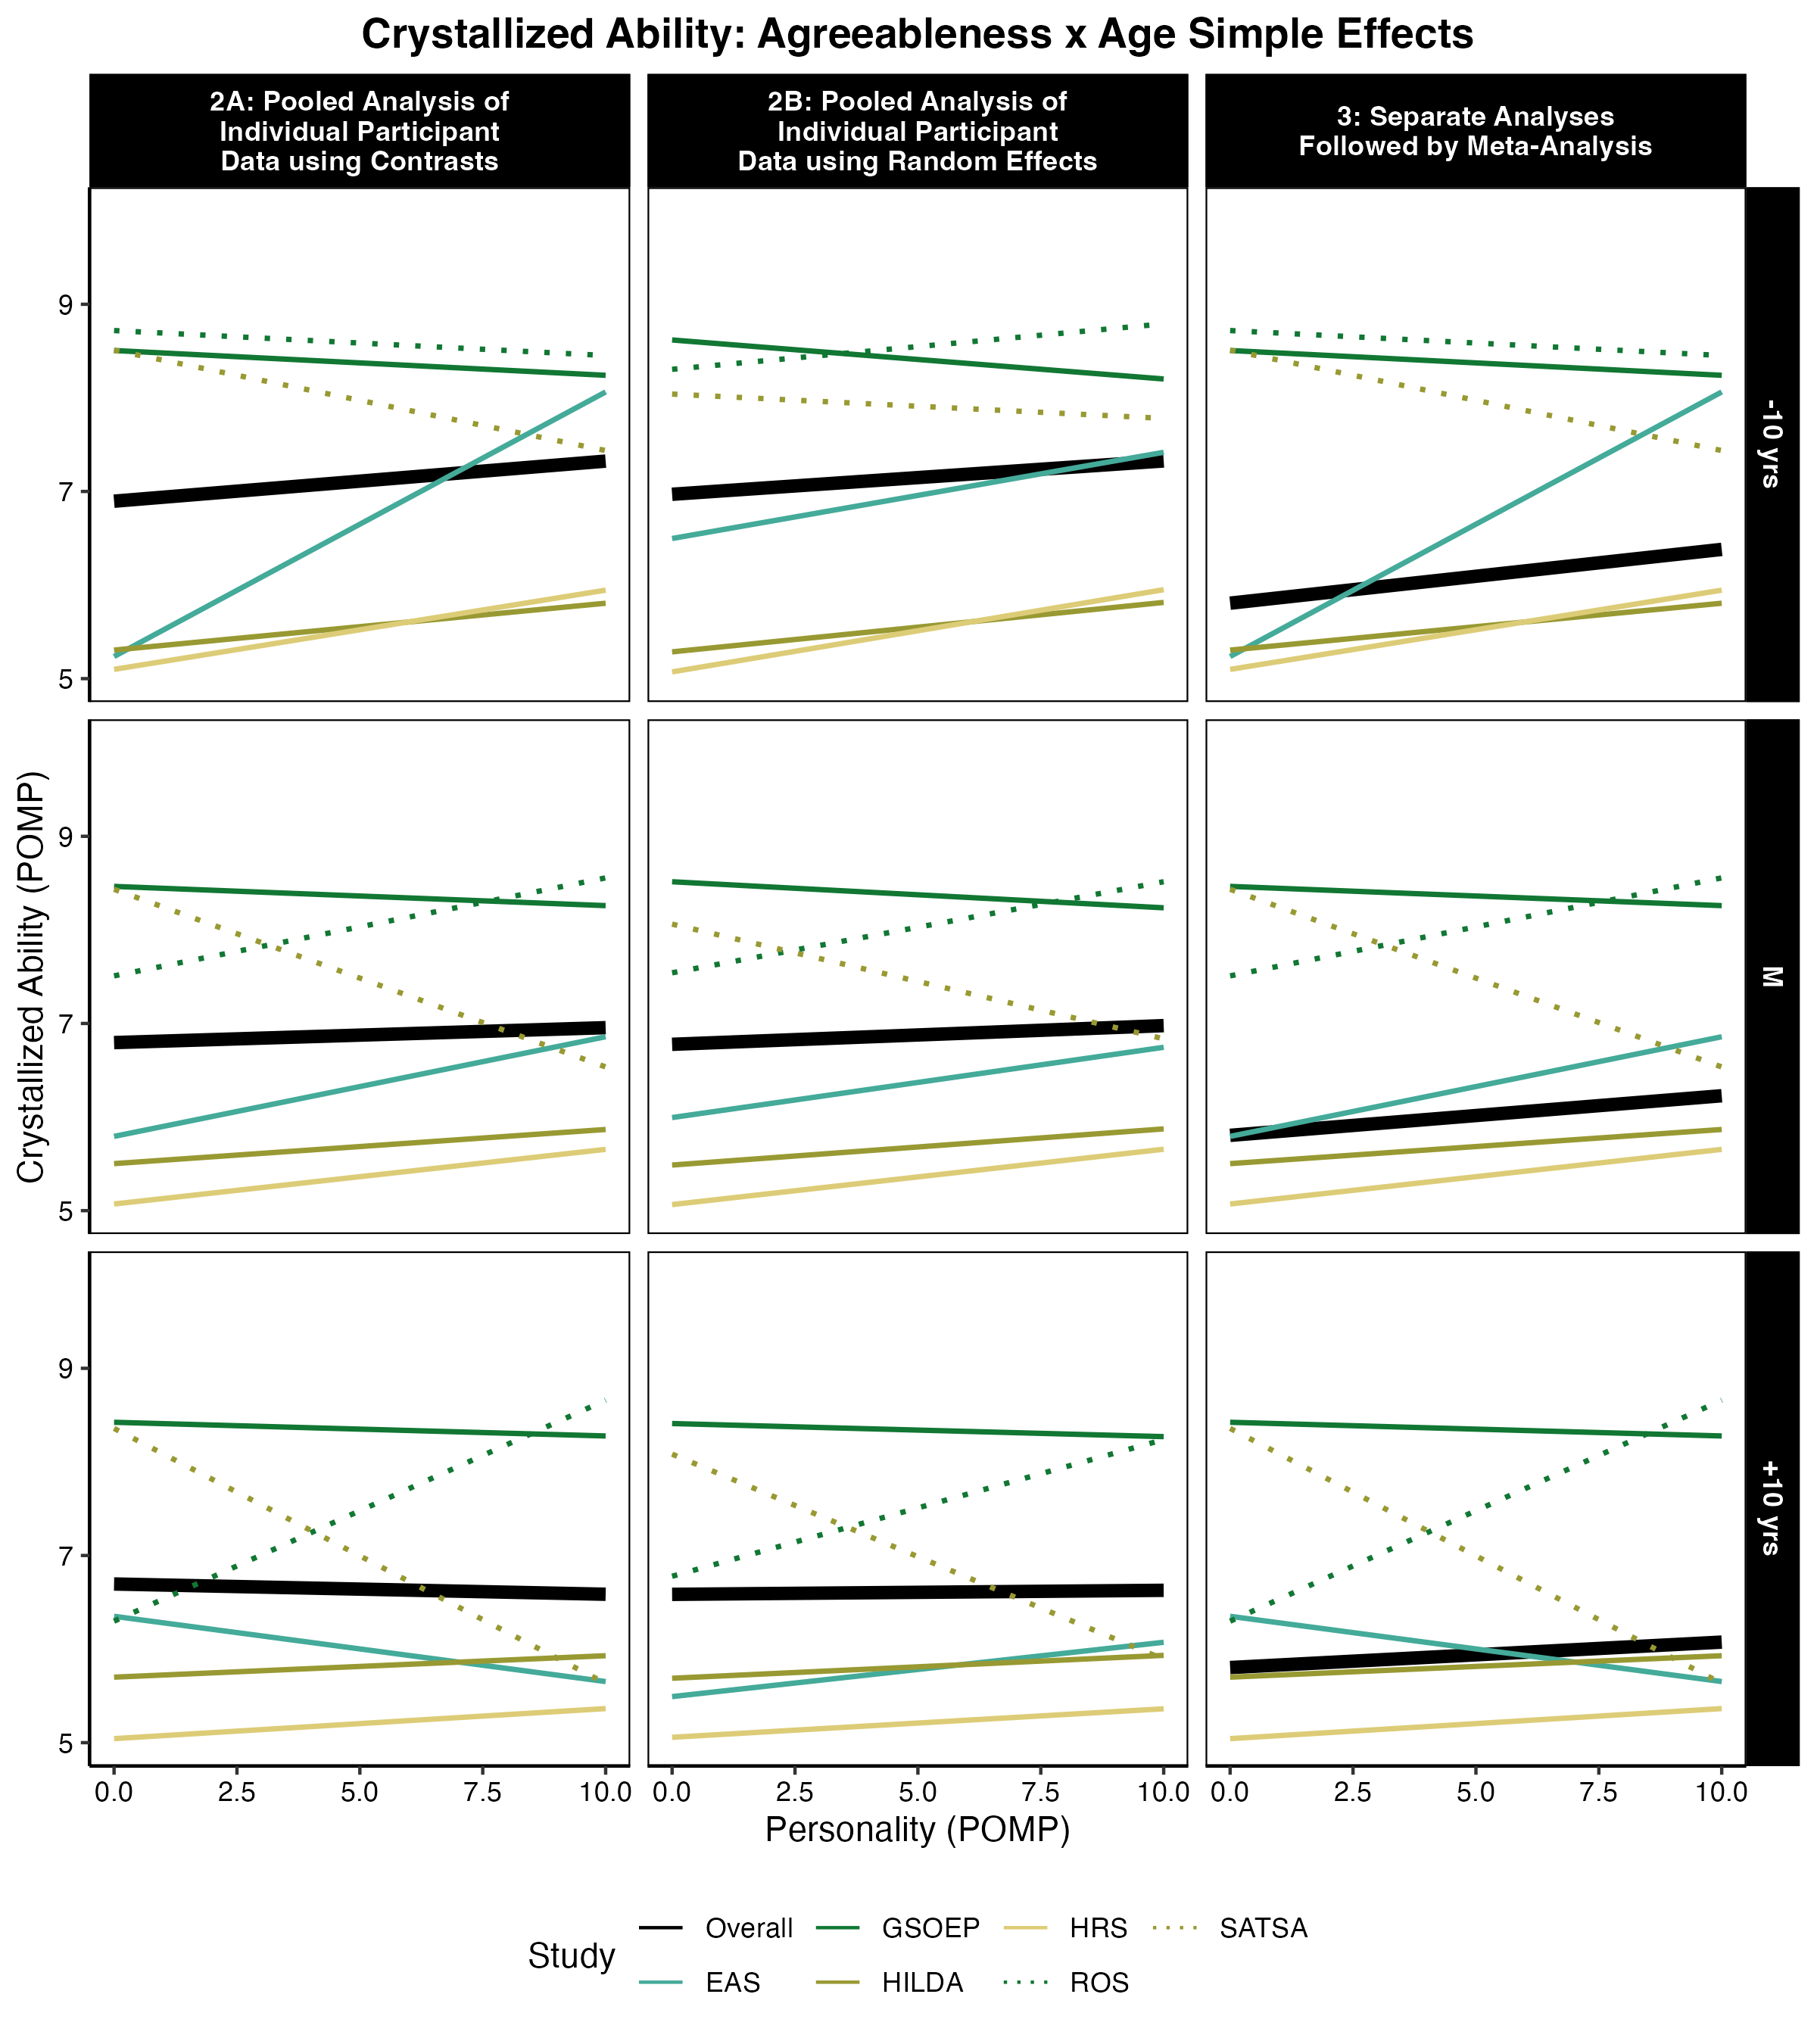 Crystallized Ability: Agreeableness x Age Simple Effects
2A: Pooled Analysis of
Individual Participant
Data using Contrasts
2B: Pooled Analysis of
Individual Participant
Data using Random Effects
3: Separate Analyses
Followed by Meta-Analysis
9
7
5
-10 yrs
Crystallized Ability (POMP)
9
7
5
M
9
7
5
+10 yrs
0.0 2.5 5.0 7.5 10.0 0.0 2.5 5.0 7.5 10.0 0.0 2.5 5.0 7.5 10.0
Personality (POMP)
Study
Overall GSOEP HRS SATSA
EAS HILDA ROS